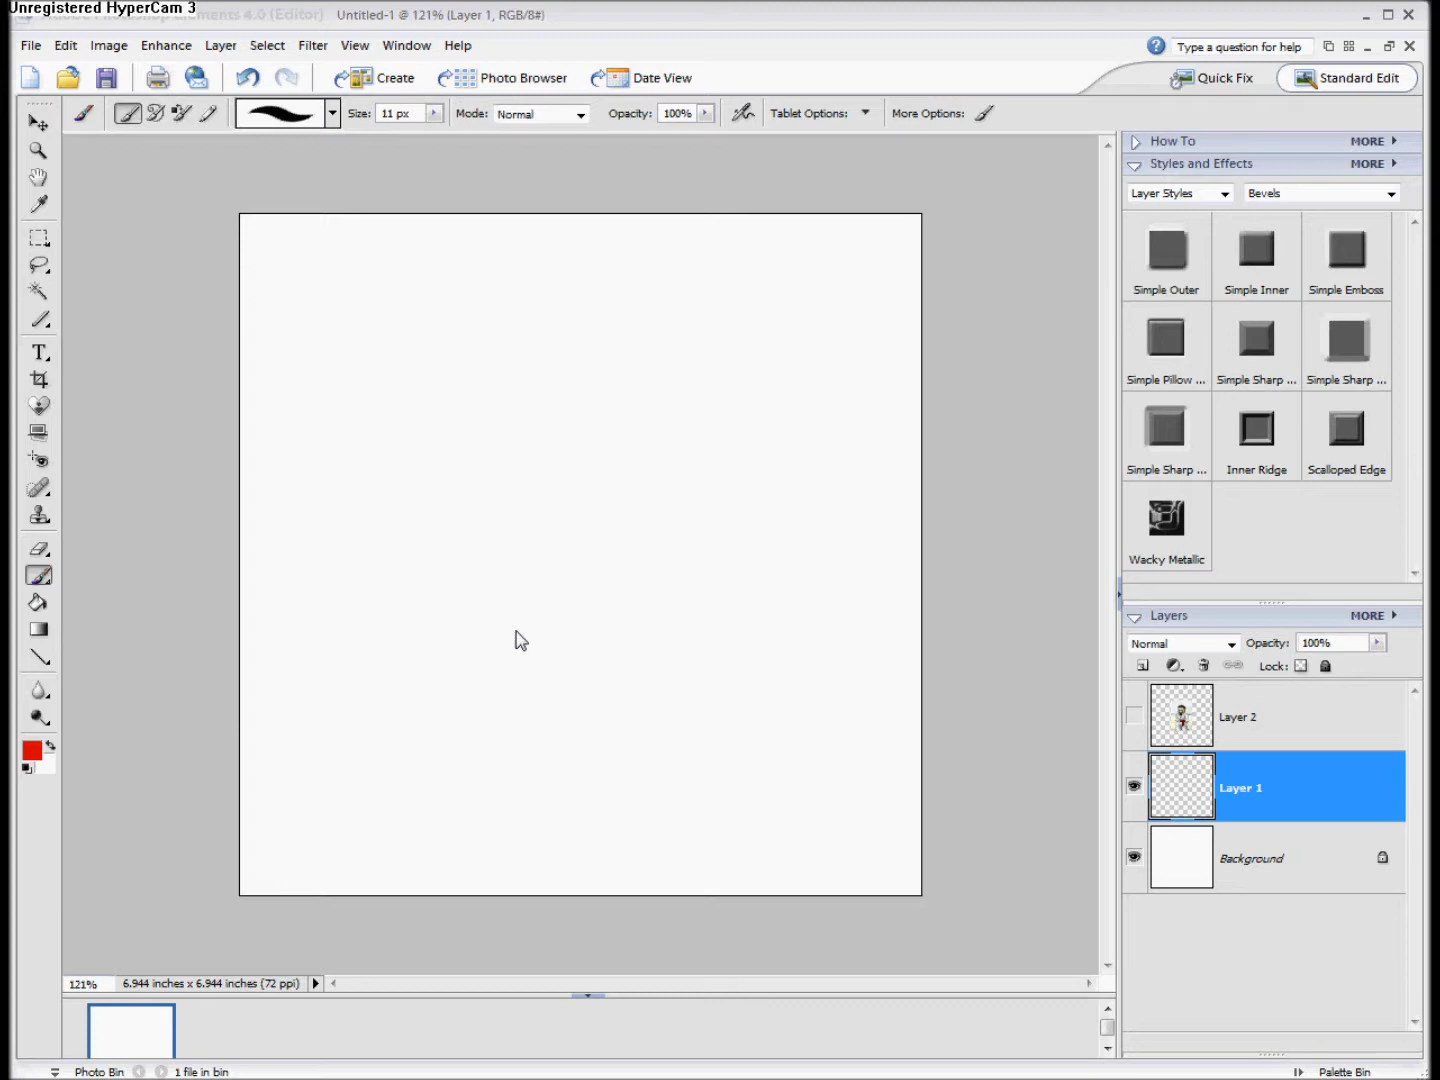 Unregistered HyperCam 3
Adobe Photoshop Elements 4.0 (Editor) Untitled-1 @ 121% (Layer 1, RGB/8#)
File Edit Image Enhance Layer Select Filter View Window Help
Type a question for help
Create Photo Browser Date View
Quick Fix Standard Edit
Size: 11 px Mode: Normal Opacity: 100% Tablet Options: More Options:
How To MORE
Styles and Effects MORE
Layer Styles Bevels
Simple Outer Simple Inner Simple Emboss
Simple Pillow ... Simple Sharp ... Simple Sharp ...
Simple Sharp ... Inner Ridge Scalloped Edge
Wacky Metallic
Layers MORE
Normal Opacity: 100%
Lock:
Layer 2
Layer 1
Background
121% 6.944 inches x 6.944 inches (72 ppi)
Photo Bin 1 file in bin Palette Bin